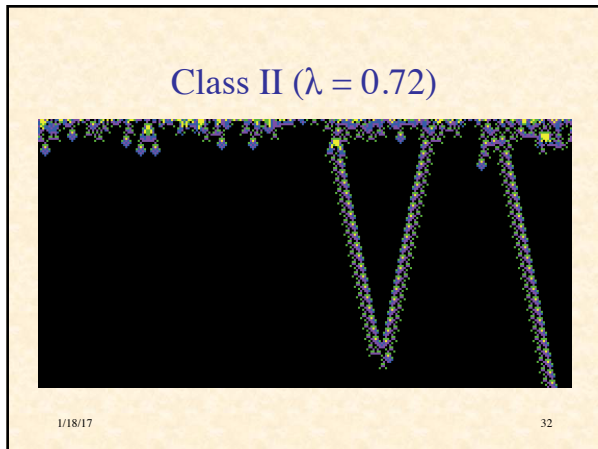 Class II (λ = 0.72)
1/18/17
32